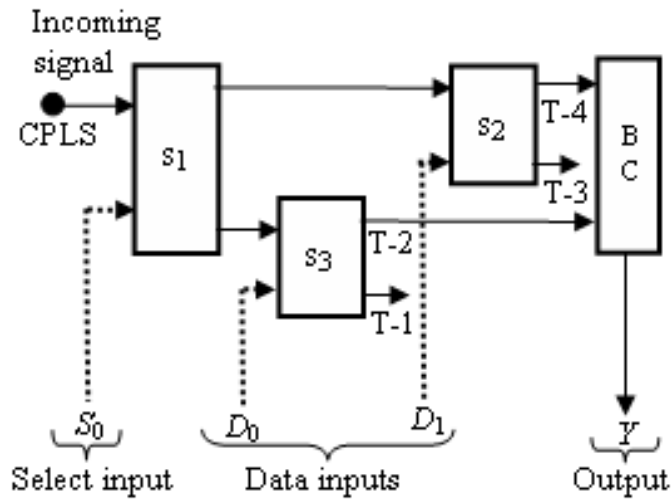 Incoming
signal
CPLS
s1
s2
s3
T-4
T-3
T-2
T-1
B
C
S0
D0
D1
Y
Select input
Data inputs
Output